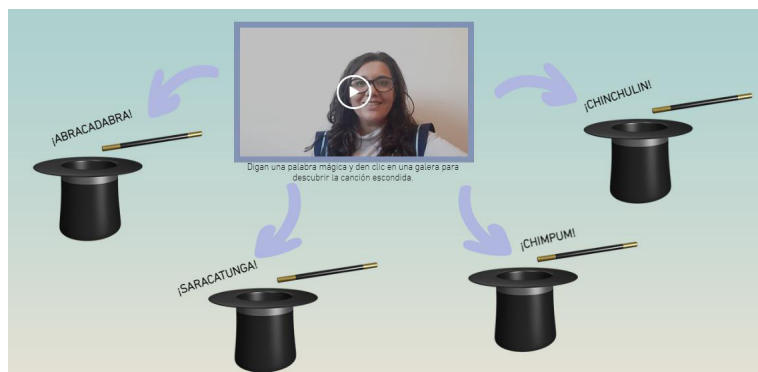 ¡ABRACADABRA!
¡CHINCHULIN!
Digan una palabra mágica y den clic en una galera para
descubrir la canción escondida.
¡SARACATUNGA!
¡CHIMPUM!